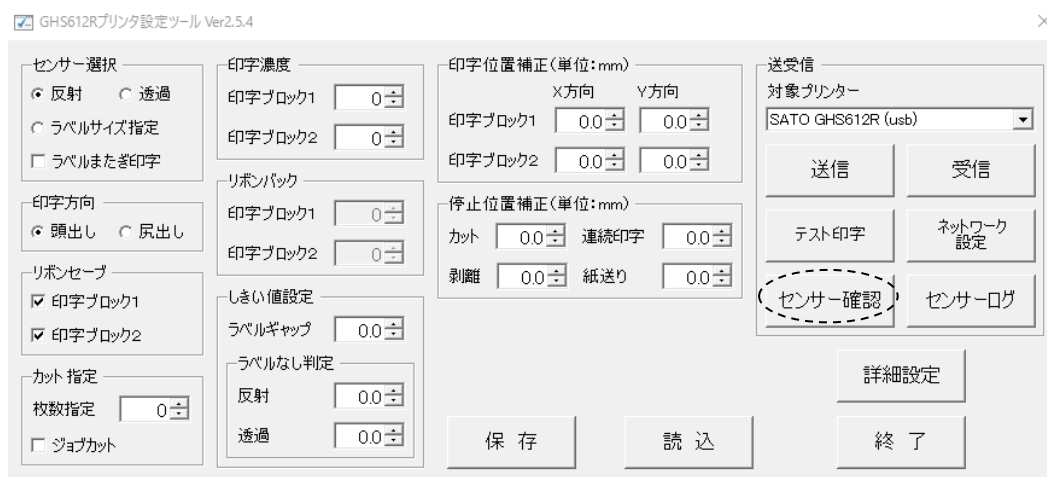 GHS612Rプリンタ設定ツール Ver2.5.4
センサー選択
反射 透過
ラベルサイズ指定
ラベルまたぎ印字
印字方向
頭出し 尻出し
リボンセーブ
印字ブロック1
印字ブロック2
カット指定
枚数指定 0
ジョブカット
印字濃度
印字ブロック1 0
印字ブロック2 0
リボンバック
印字ブロック1 0
印字ブロック2 0
しきい値設定
ラベルギャップ 0.0
ラベルなし判定
反射 0.0
透過 0.0
印字位置補正(単位:mm)
X方向 Y方向
印字ブロック1 0.0 0.0
印字ブロック2 0.0 0.0
停止位置補正(単位:mm)
カット 0.0 連続印字 0.0
剥離 0.0 紙送り 0.0
保 存 読 込
送受信
対象プリンター
SATO GHS612R (usb)
送信 受信
テスト印字 ネットワーク
設定
センサー確認 センサーログ
詳細設定
終 了